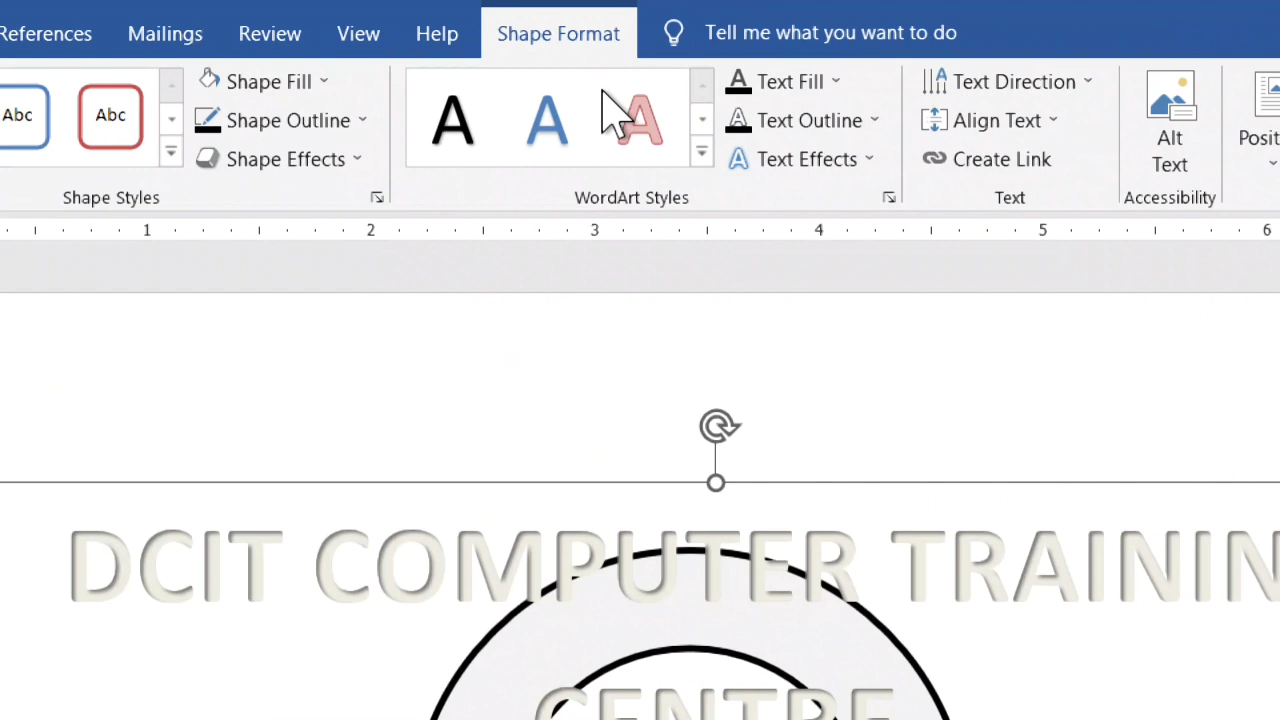 References Mailings Review View Help Shape Format Tell me what you want to do
Abc Abc Shape Fill A A A A Text Fill Text Direction
Shape Outline Text Outline Align Text Alt
Shape Effects Text Effects Create Link Text
Shape Styles WordArt Styles Text Accessibility
1 2 3 4 5 6
DCIT COMPUTER TRAININ
CENTRE